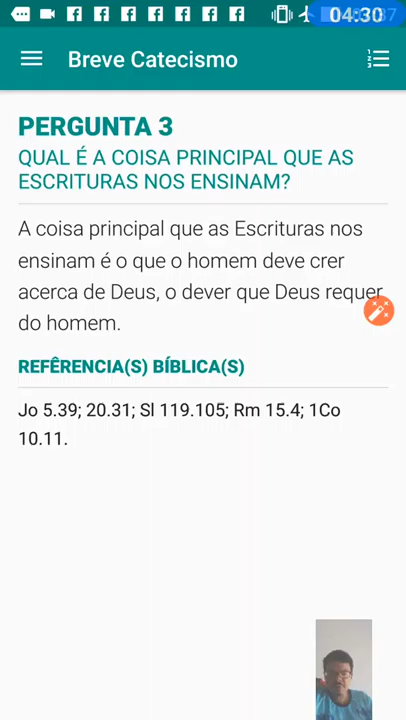 04:30
Breve Catecismo
PERGUNTA 3
QUAL É A COISA PRINCIPAL QUE AS
ESCRITURAS NOS ENSINAM?
A coisa principal que as Escrituras nos
ensinam é o que o homem deve crer
acerca de Deus, o dever que Deus requer
do homem.
REFÊRENCIA(S) BÍBLICA(S)
Jo 5.39; 20.31; Sl 119.105; Rm 15.4; 1Co
10.11.